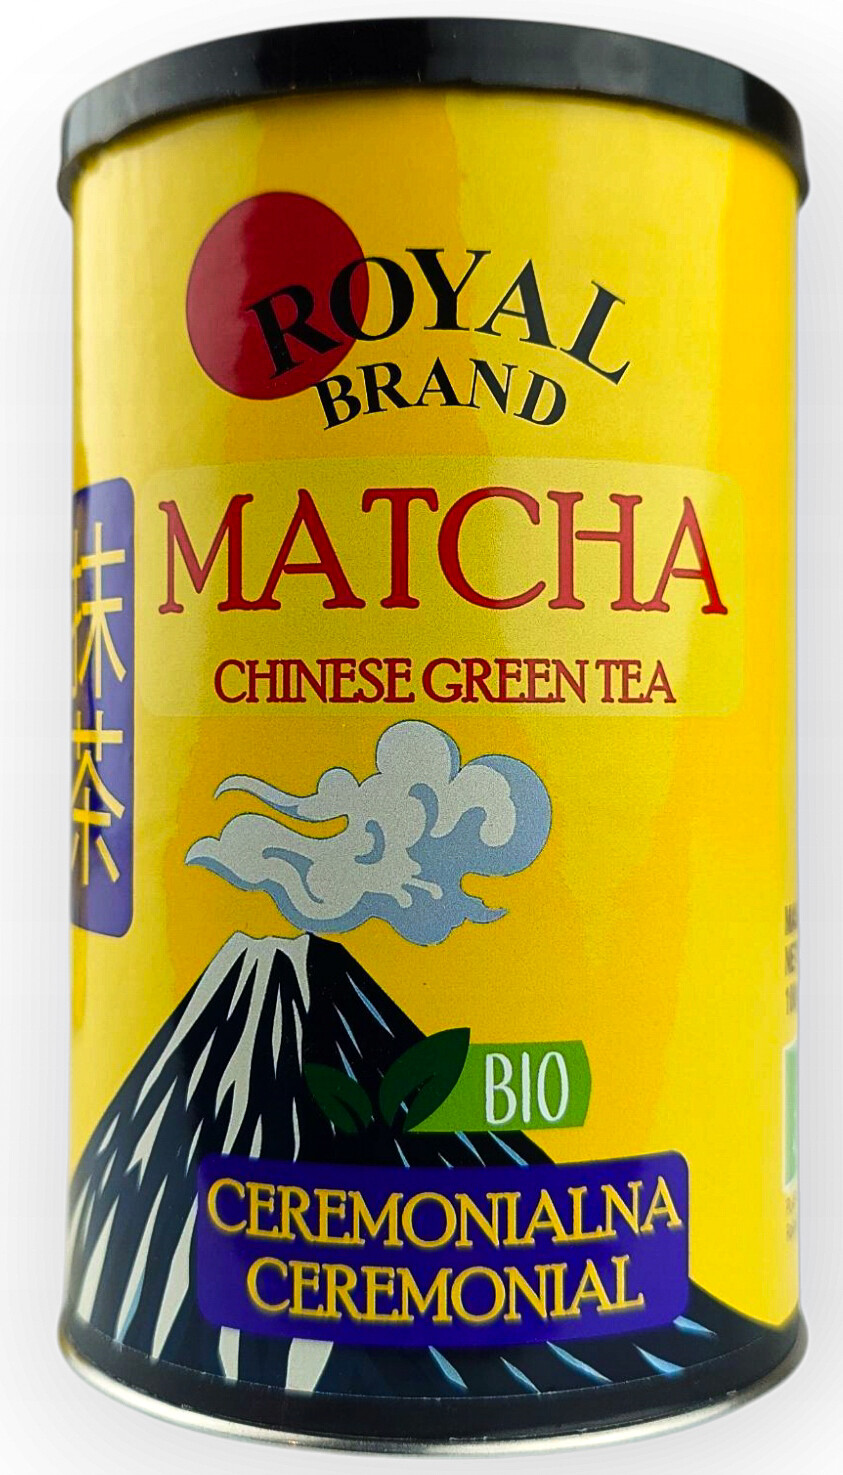 ROYAL
BRAND
抹茶
MATCHA
CHINESE GREEN TEA
BIO
CEREMONIALNA
CEREMONIAL